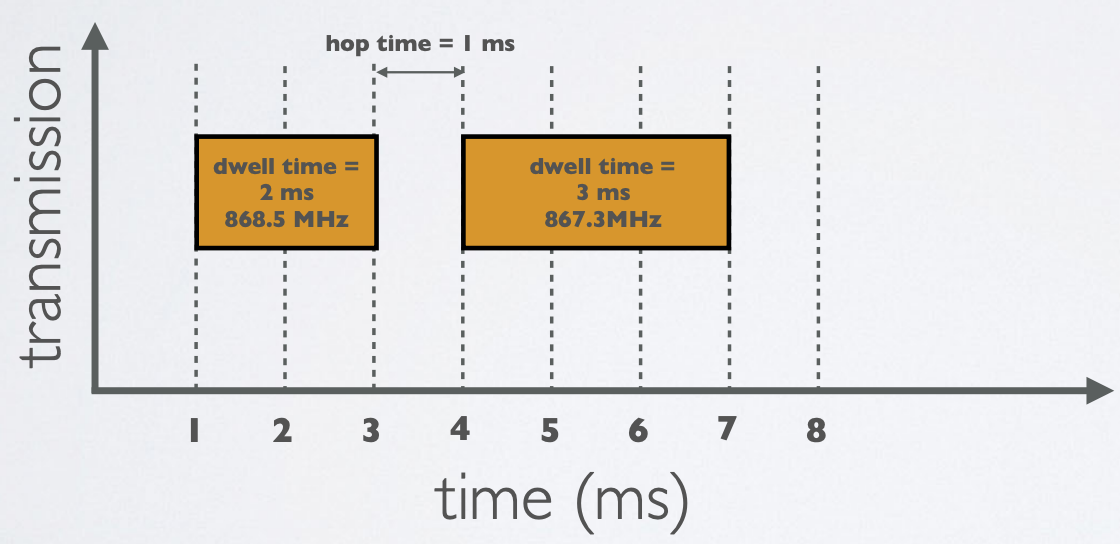 hop time = 1 ms
transmission
dwell time =
2 ms
868.5 MHz
dwell time =
3 ms
867.3MHz
1 2 3 4 5 6 7 8
time (ms)